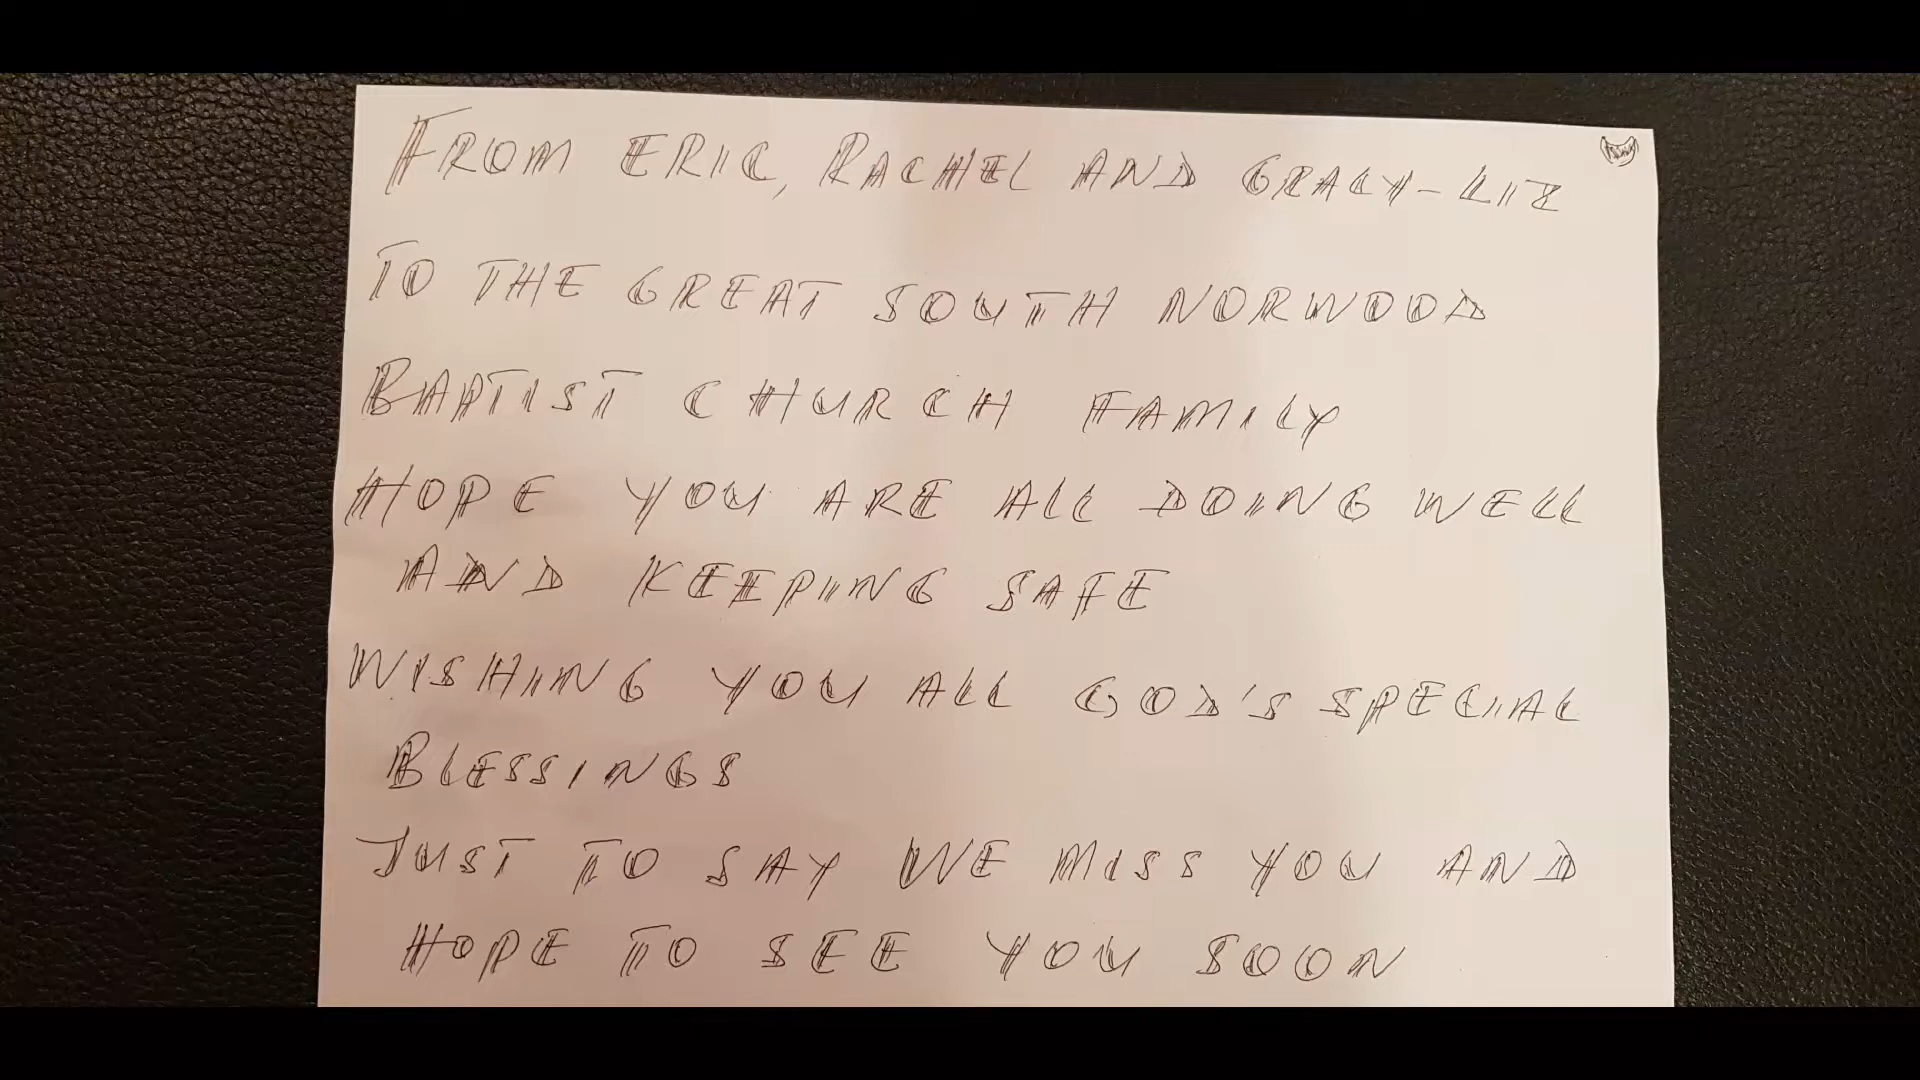 FROM ERIC, RACHEL AND GRACY-LIZ
TO THE GREAT SOUTH NORWOOD
BAPTIST CHURCH FAMILY
HOPE YOU ARE ALL DOING WELL
AND KEEPING SAFE
WISHING YOU ALL GOD'S SPECIAL
BLESSINGS
JUST TO SAY WE MISS YOU AND
HOPE TO SEE YOU SOON